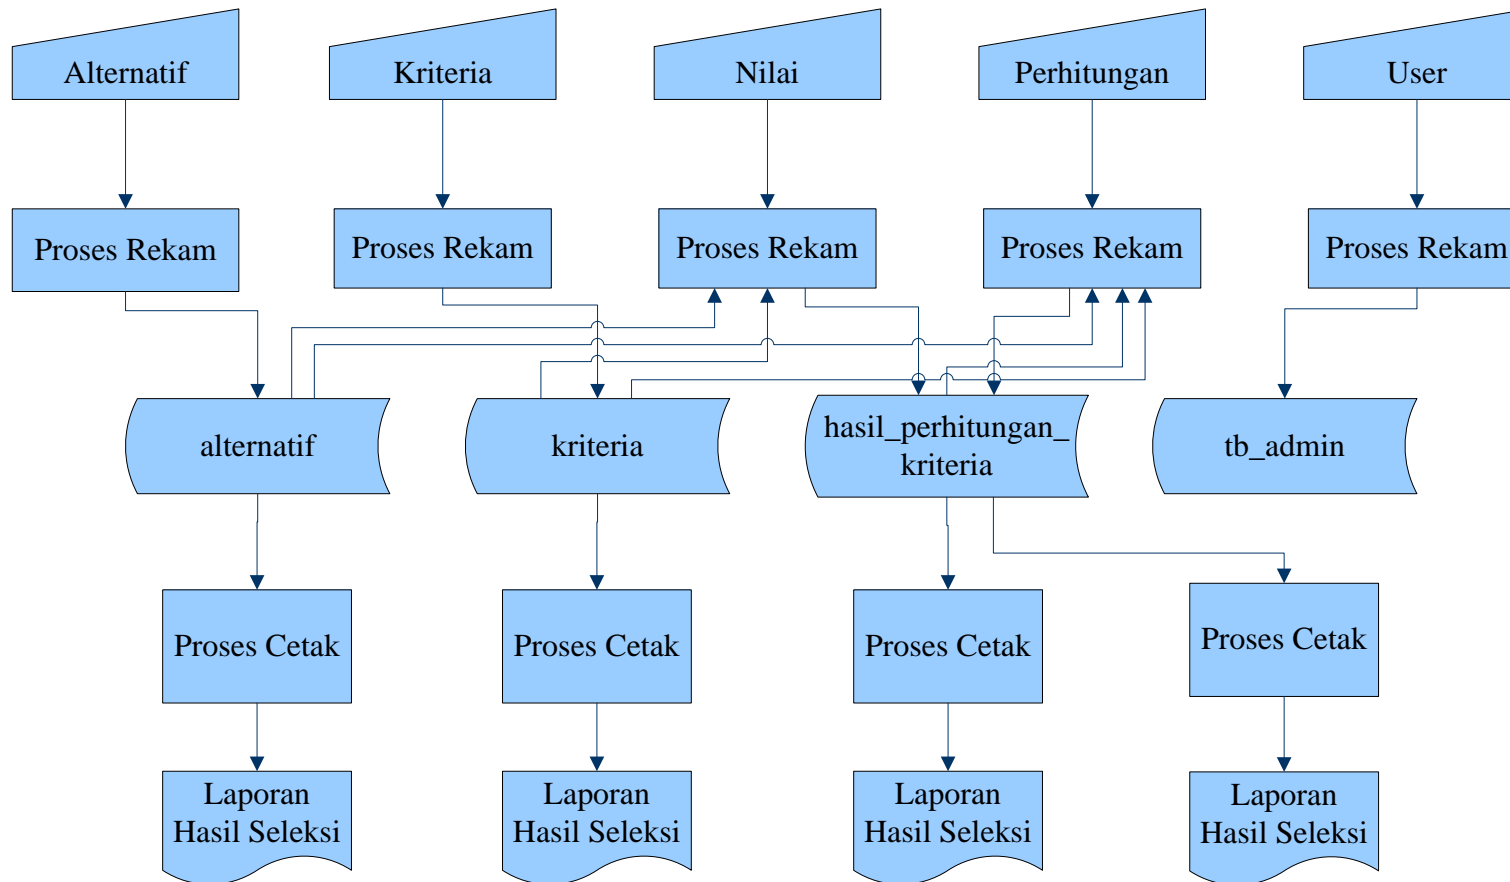 Alternatif
Kriteria
Nilai
Perhitungan
User
Proses Rekam
Proses Rekam
Proses Rekam
Proses Rekam
Proses Rekam
alternatif
kriteria
hasil_perhitungan_
kriteria
tb_admin
Proses Cetak
Proses Cetak
Proses Cetak
Proses Cetak
Laporan
Hasil Seleksi
Laporan
Hasil Seleksi
Laporan
Hasil Seleksi
Laporan
Hasil Seleksi